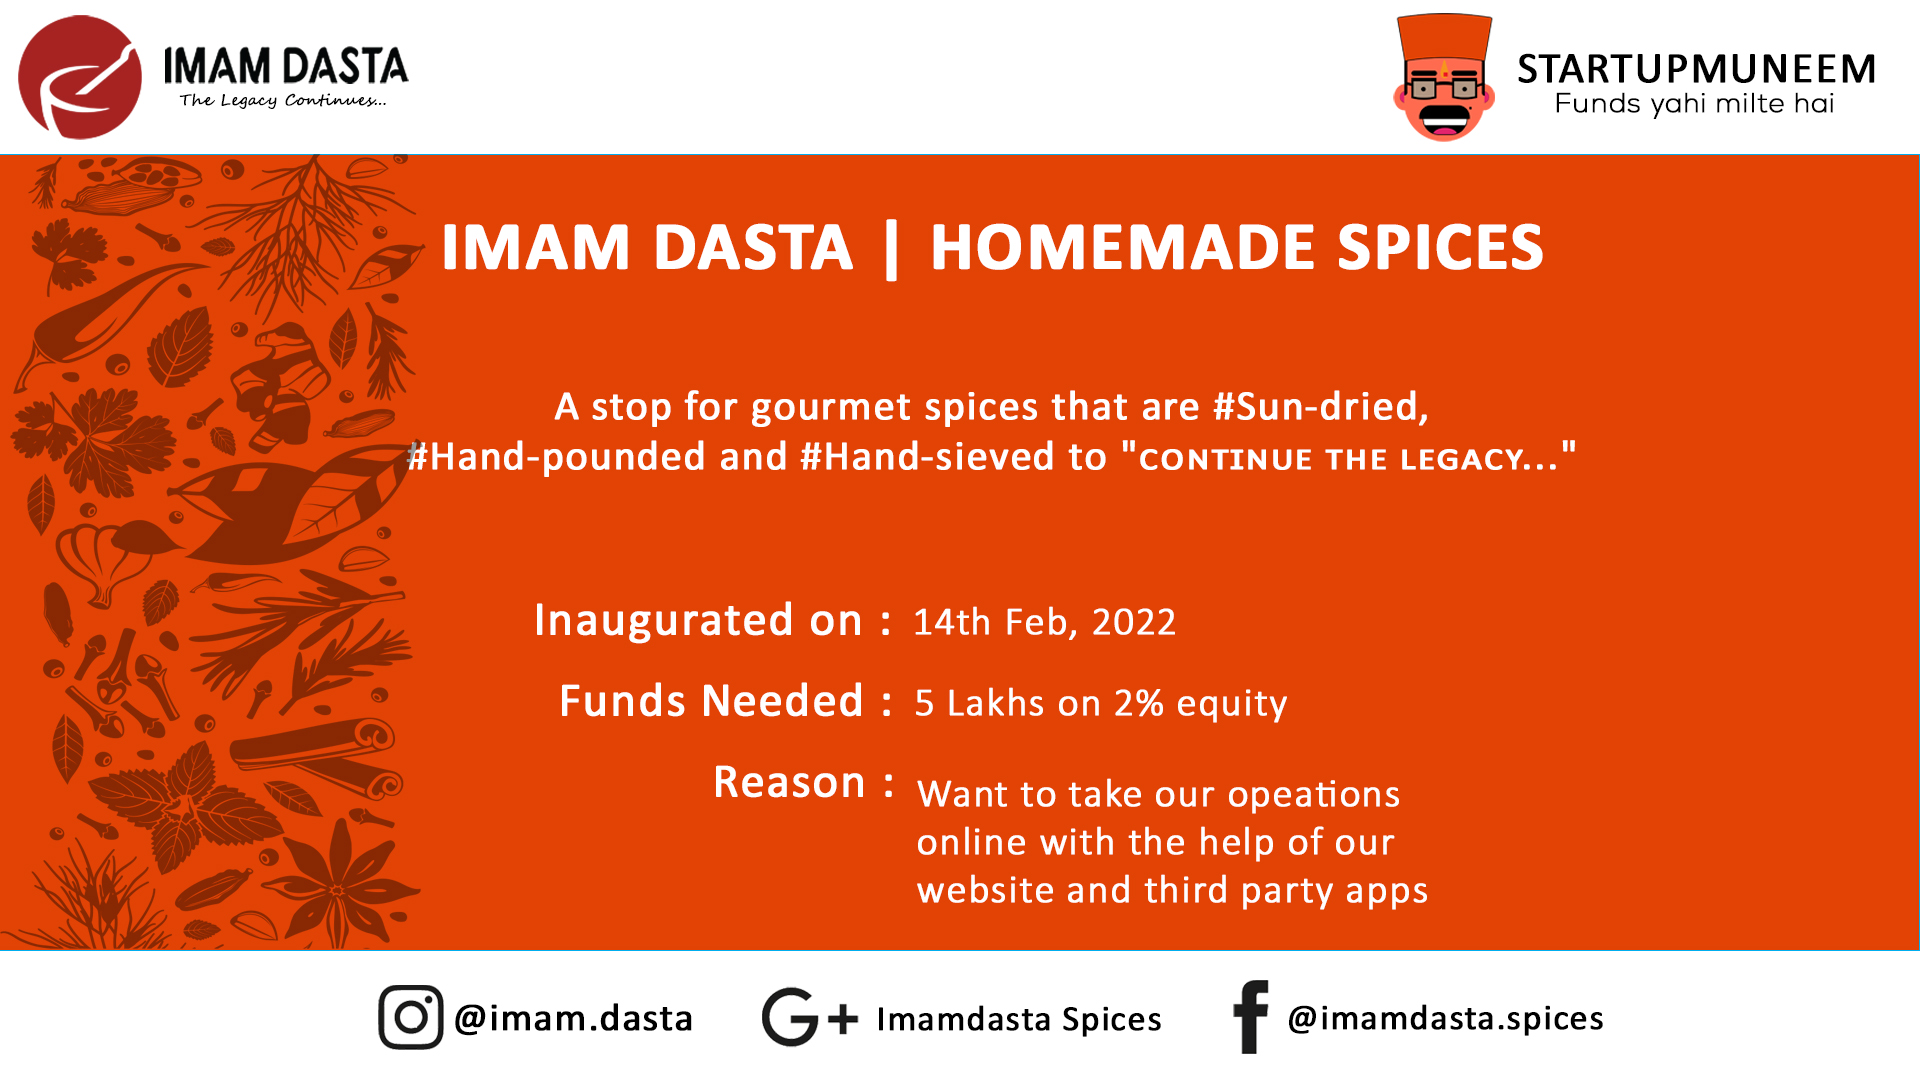 IMAM DASTA
The Legacy Continues...
STARTUPMUNEEM
Funds yahi milte hai
IMAM DASTA | HOMEMADE SPICES
A stop for gourmet spices that are #Sun-dried,
#Hand-pounded and #Hand-sieved to "CONTINUE THE LEGACY..."
Inaugurated on : 14th Feb, 2022
Funds Needed : 5 Lakhs on 2% equity
Reason : Want to take our opeations
online with the help of our
website and third party apps
@imam.dasta
G+ Imamdasta Spices
f @imamdasta.spices